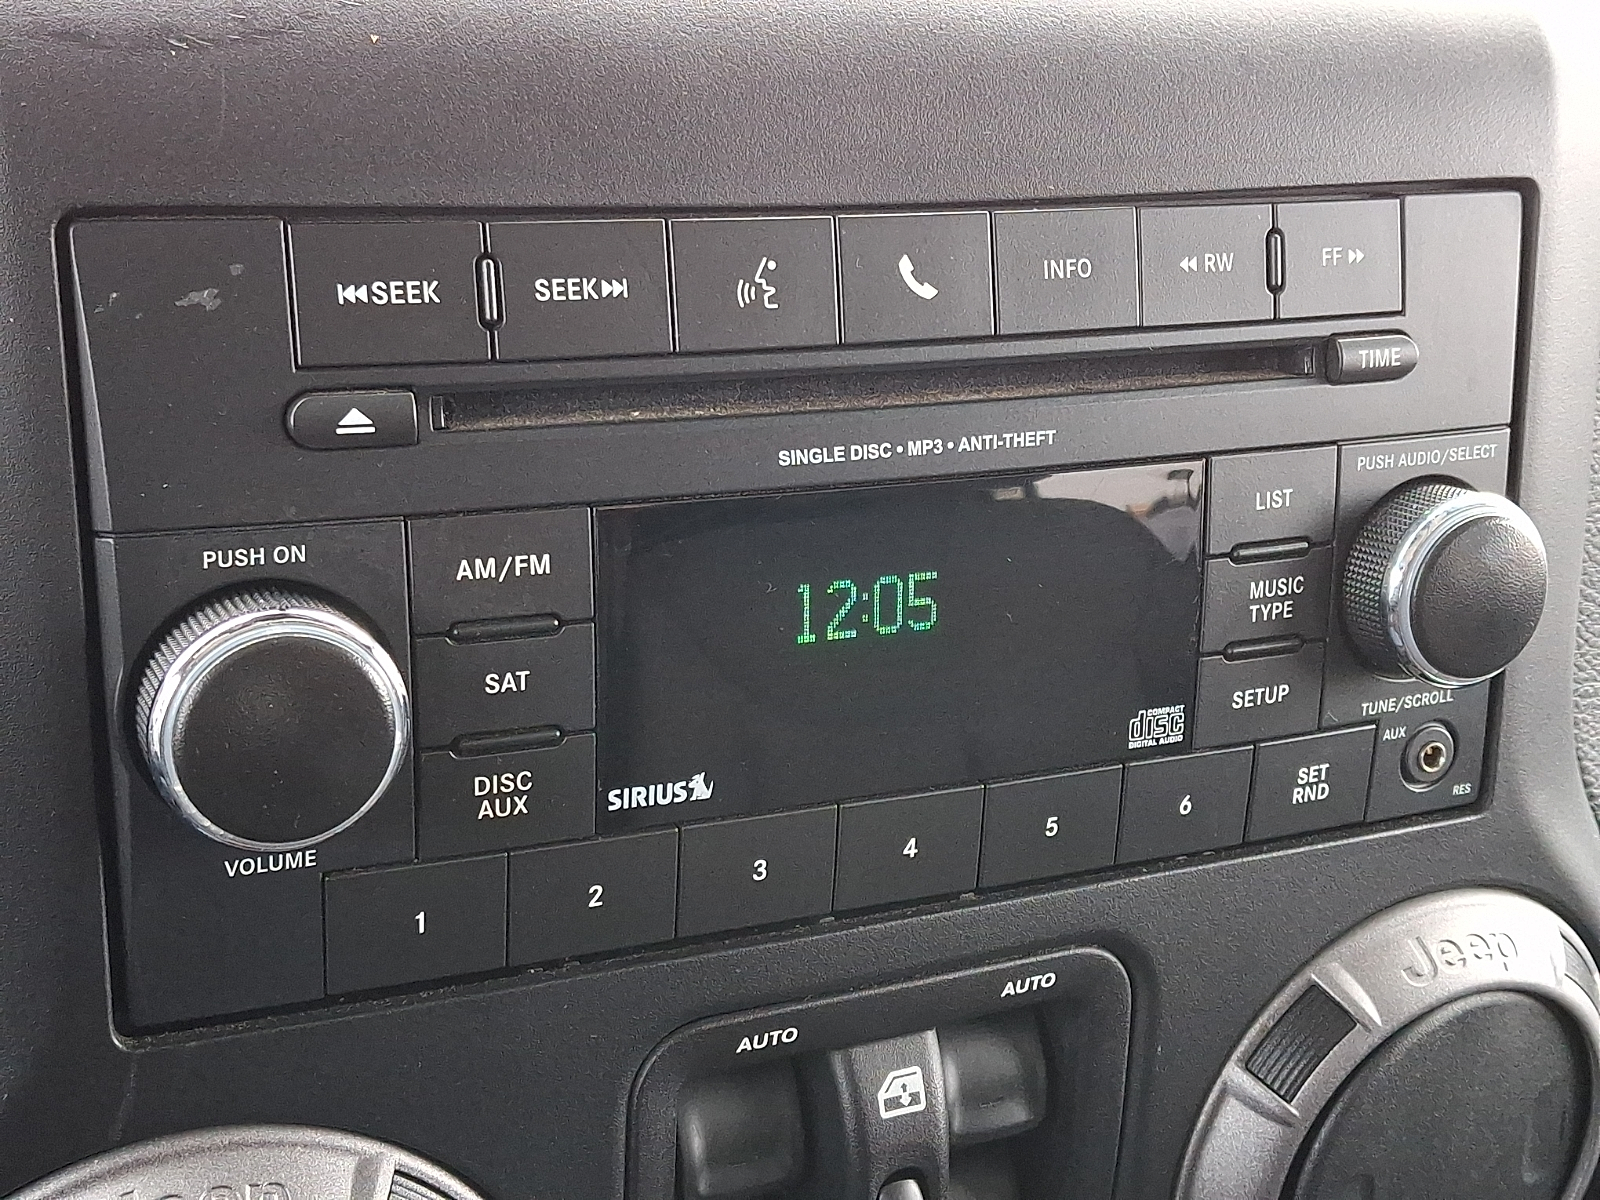 SEEK
SEEK
INFO
RW
FF
TIME
SINGLE DISC • MP3 • ANTI-THEFT
PUSH AUDIO/SELECT
PUSH ON
AM/FM
LIST
12:05
MUSIC
TYPE
SAT
SETUP
TUNE/SCROLL
COMPACT
disc
DIGITAL AUDIO
AUX
DISC
AUX
SIRIUS
SET
RND
RES
VOLUME
1
2
3
4
5
6
Jeep
AUTO
AUTO
Jeep